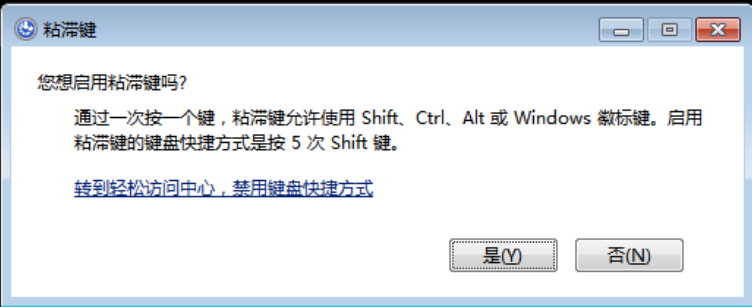 粘滞键
您想启用粘滞键吗?
通过一次按一个键，粘滞键允许使用 Shift、Ctrl、Alt 或 Windows 徽标键。启用
粘滞键的键盘快捷方式是按 5 次 Shift 键。
转到轻松访问中心，禁用键盘快捷方式
是(Y)
否(N)